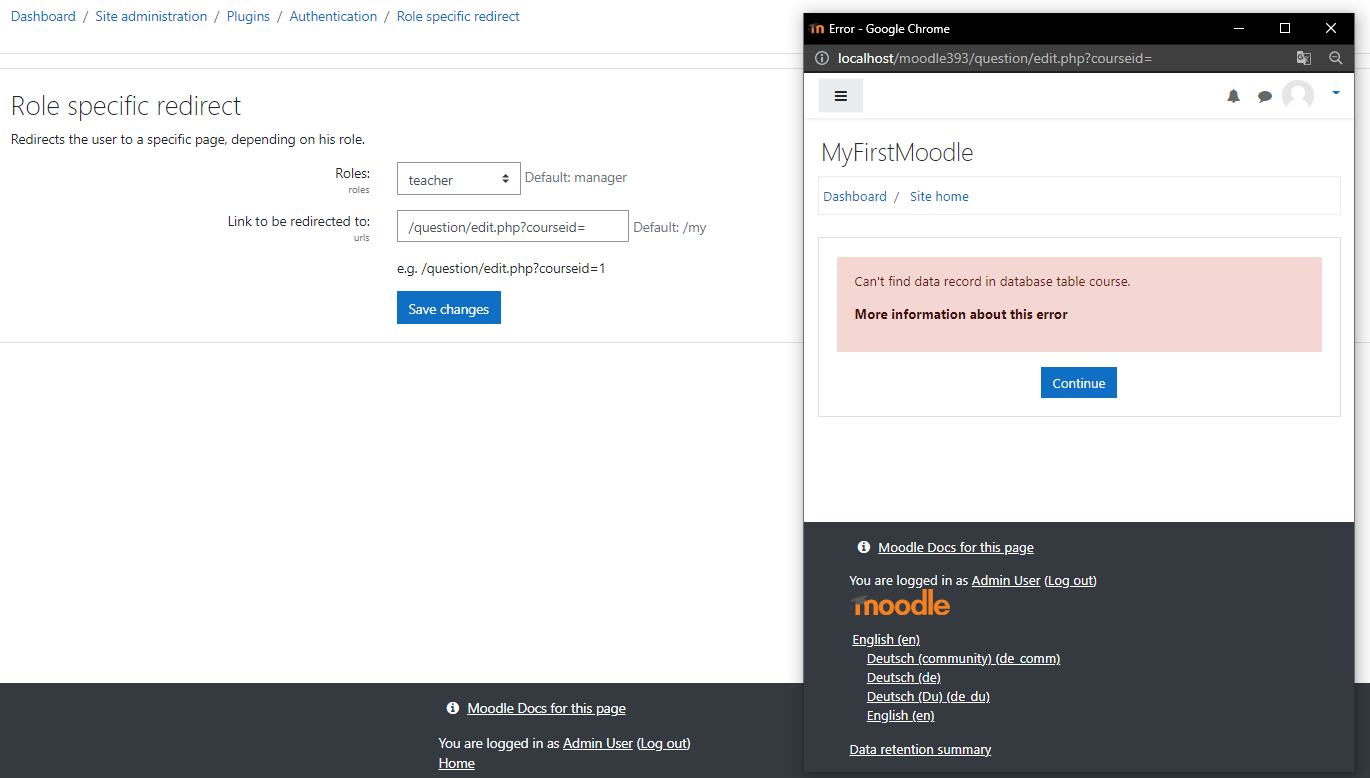 Dashboard / Site administration / Plugins / Authentication / Role specific redirect
Role specific redirect
Redirects the user to a specific page, depending on his role.
Roles:
roles
teacher
Default: manager
Link to be redirected to:
urls
/question/edit.php?courseid=
Default: /my
e.g. /question/edit.php?courseid=1
Save changes
Moodle Docs for this page
You are logged in as Admin User (Log out)
Home
Error - Google Chrome
localhost/moodle393/question/edit.php?courseid=
MyFirstMoodle
Dashboard / Site home
Can't find data record in database table course.
More information about this error
Continue
Moodle Docs for this page
You are logged in as Admin User (Log out)
moodle
English (en)
Deutsch (community) (de_comm)
Deutsch (de)
Deutsch (Du) (de_du)
English (en)
Data retention summary